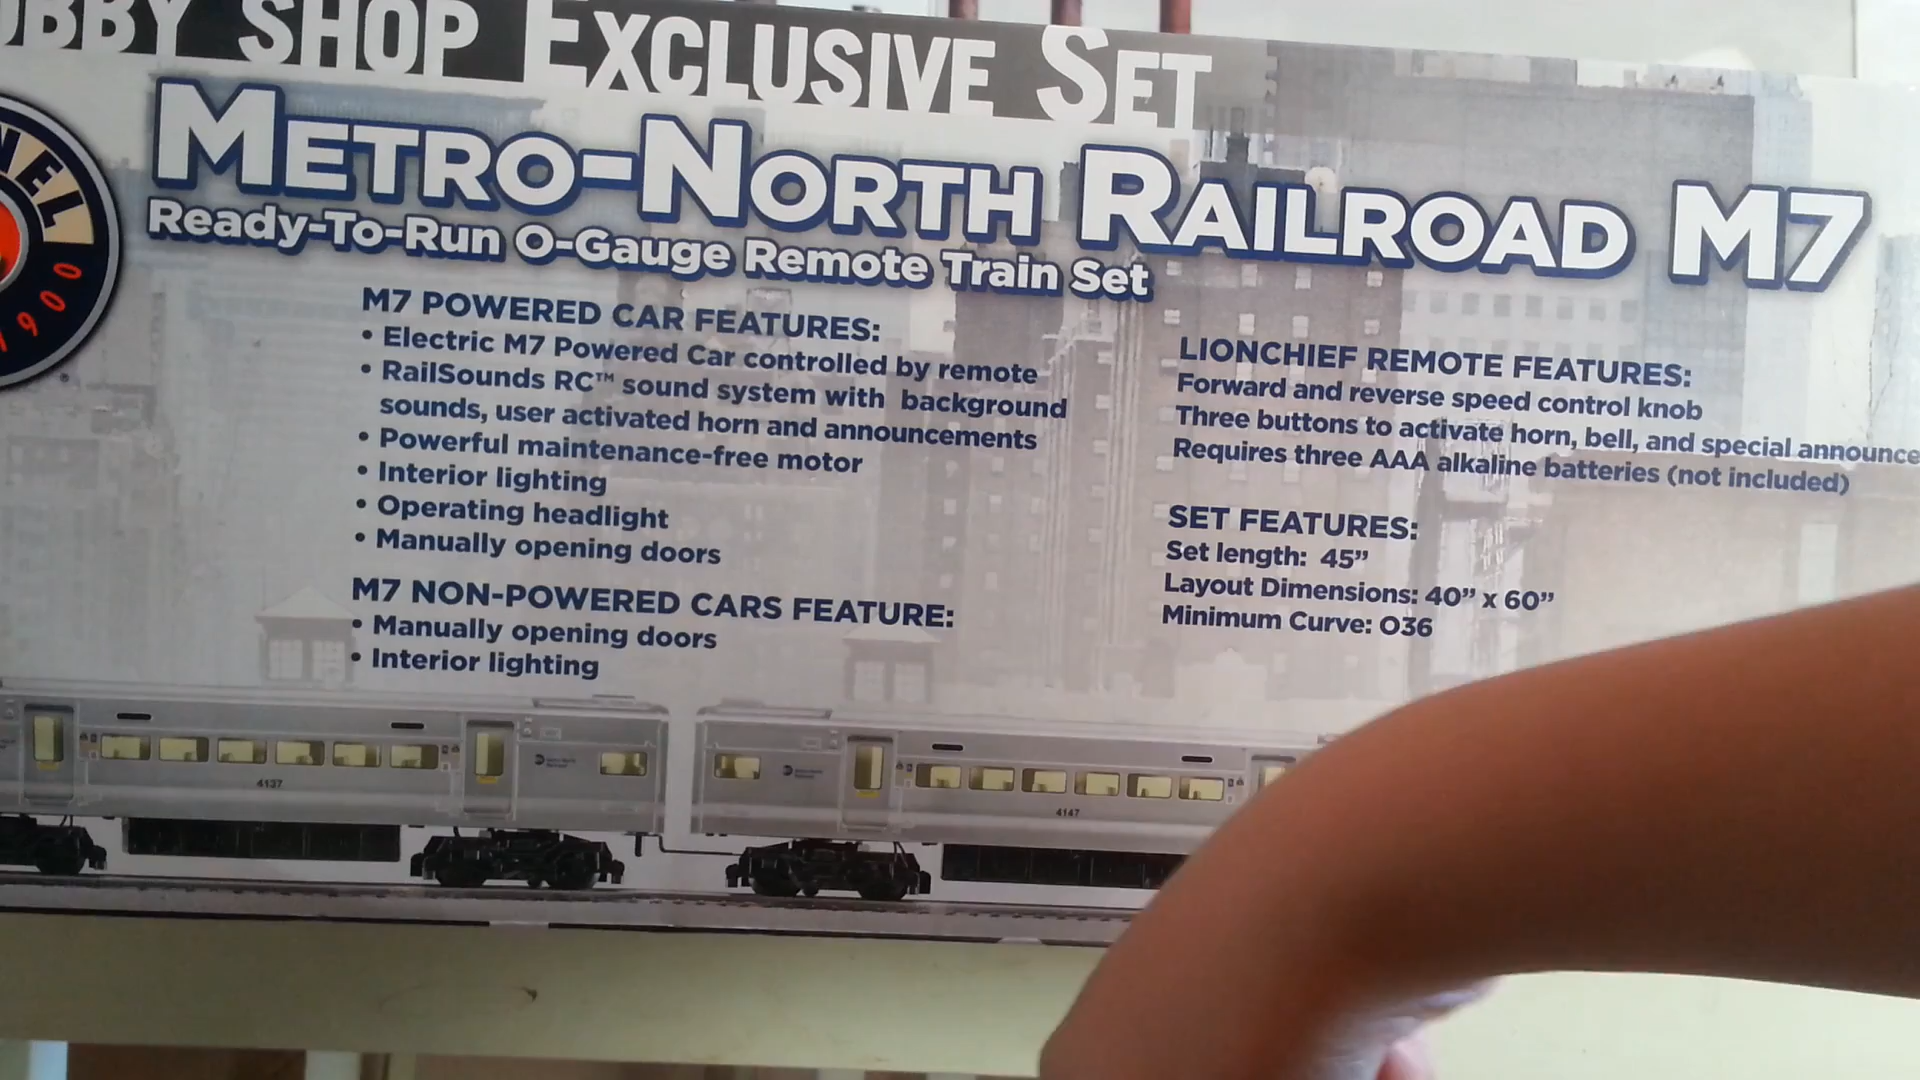 OBBY SHOP EXCLUSIVE SET
NEL
1900
METRO-NORTH RAILROAD M7
Ready-To-Run O-Gauge Remote Train Set
M7 POWERED CAR FEATURES:
• Electric M7 Powered Car controlled by remote
• RailSounds RC™ sound system with background
sounds, user activated horn and announcements
• Powerful maintenance-free motor
• Interior lighting
• Operating headlight
• Manually opening doors
M7 NON-POWERED CARS FEATURE:
• Manually opening doors
• Interior lighting
LIONCHIEF REMOTE FEATURES:
Forward and reverse speed control knob
Three buttons to activate horn, bell, and special announce
Requires three AAA alkaline batteries (not included)
SET FEATURES:
Set length: 45”
Layout Dimensions: 40” x 60”
Minimum Curve: O36
4137
4147